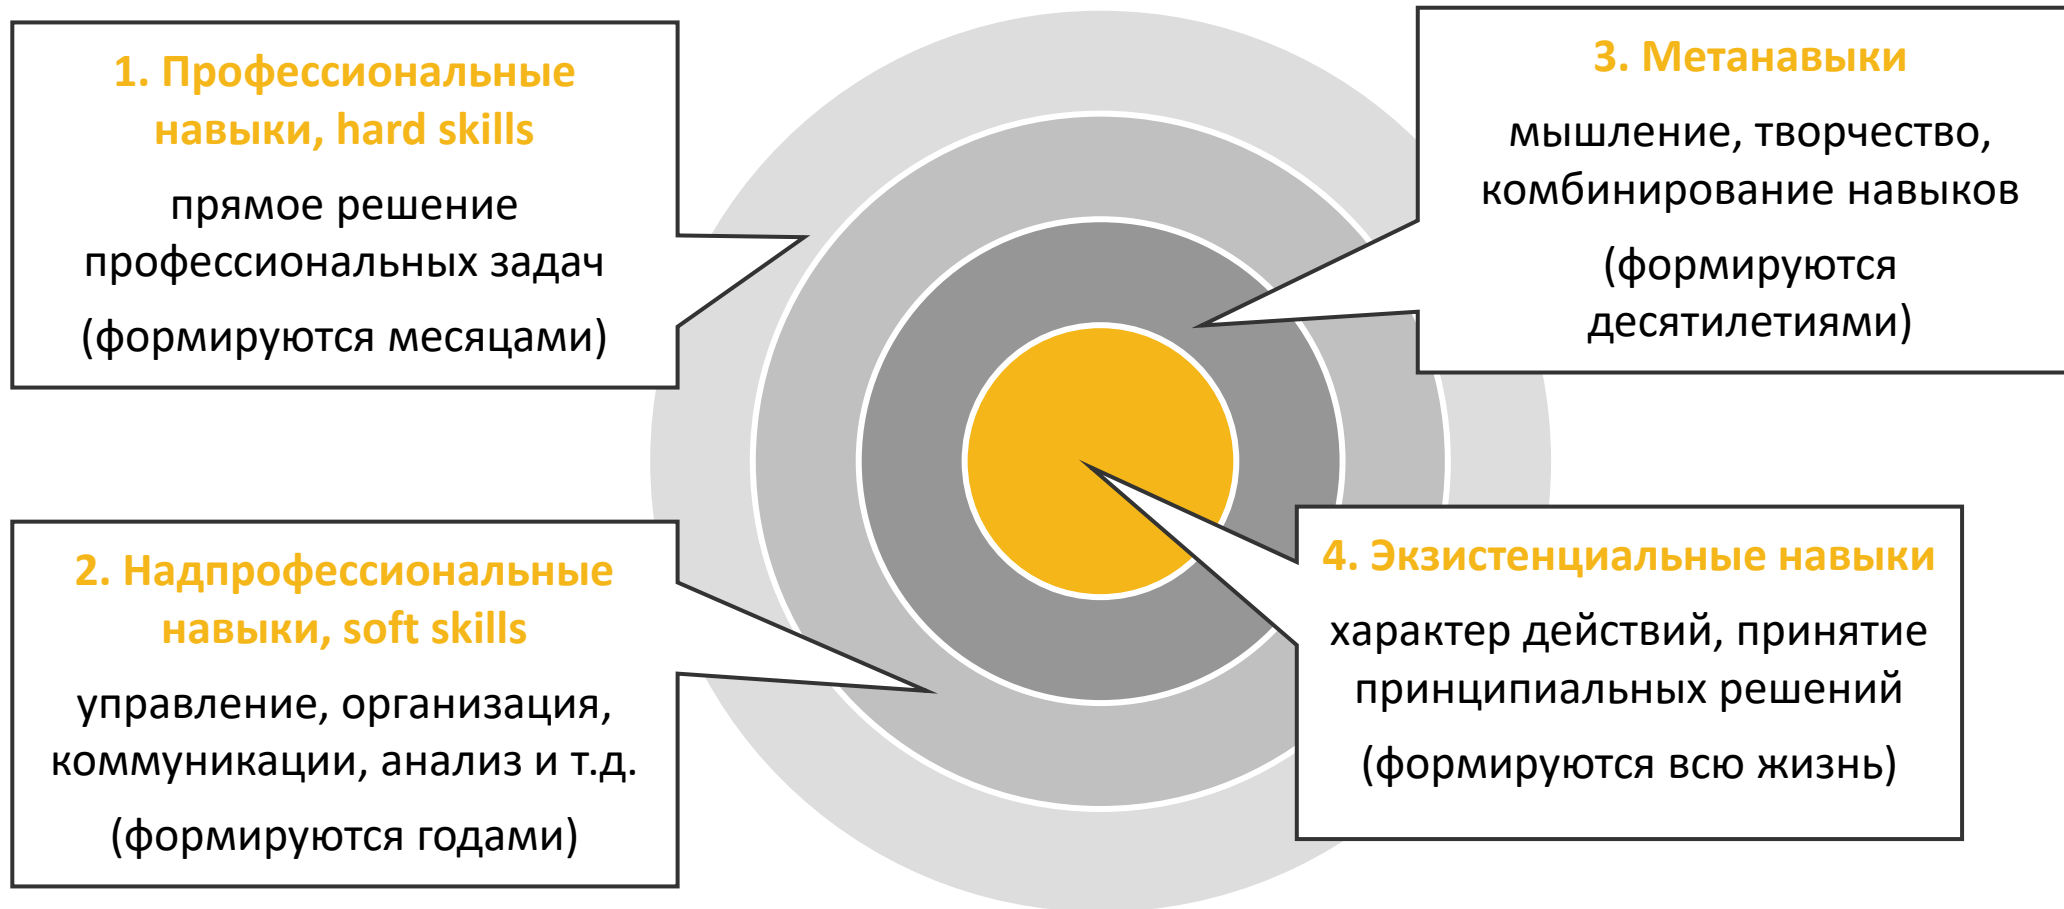 1. Профессиональные
навыки, hard skills
прямое решение
профессиональных задач
(формируются месяцами)
2. Надпрофессиональные
навыки, soft skills
управление, организация,
коммуникации, анализ и т.д.
(формируются годами)
3. Метанавыки
мышление, творчество,
комбинирование навыков
(формируются
десятилетиями)
4. Экзистенциальные навыки
характер действий, принятие
принципиальных решений
(формируются всю жизнь)